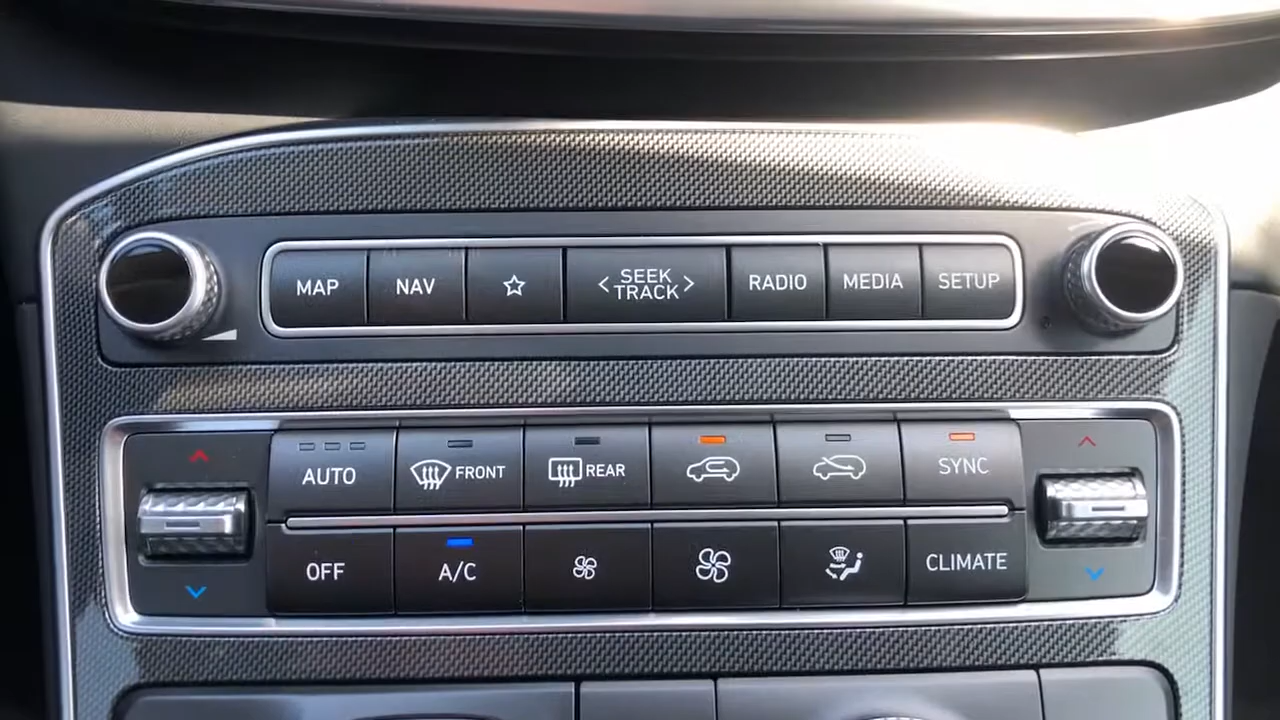 MAP
NAV
SEEK
TRACK
RADIO
MEDIA
SETUP
AUTO
FRONT
REAR
SYNC
OFF
A/C
CLIMATE